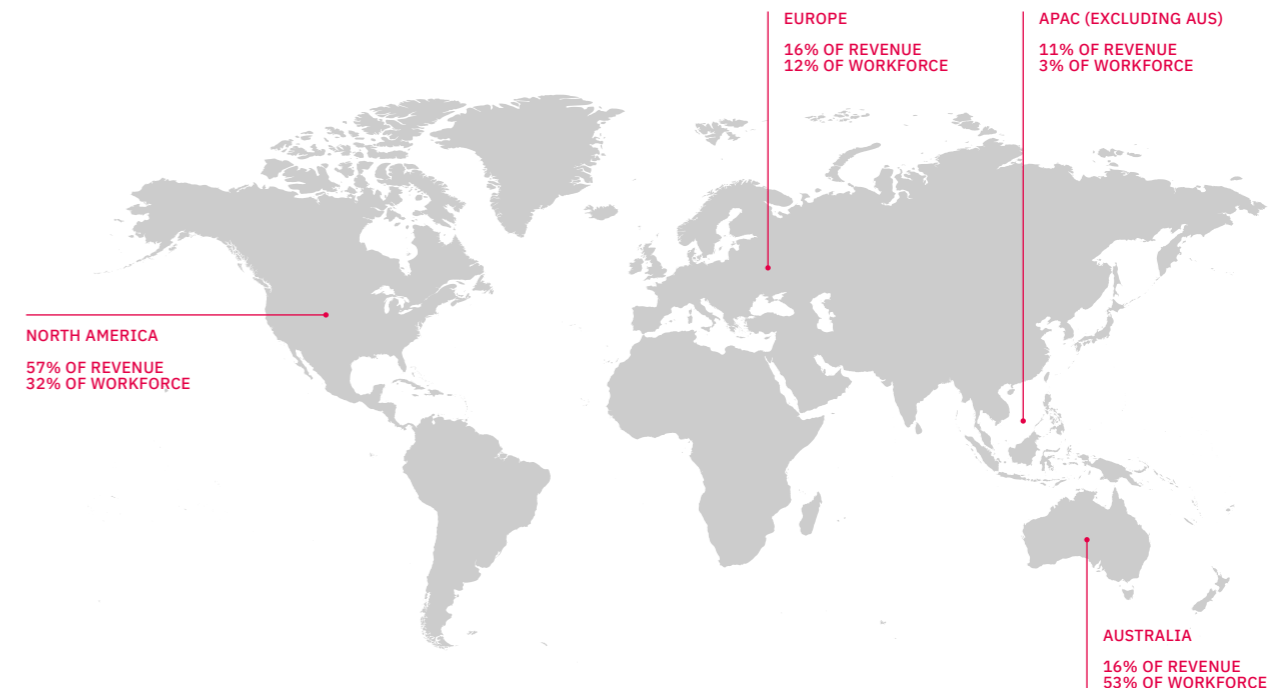 EUROPE
16% OF REVENUE
12% OF WORKFORCE
APAC (EXCLUDING AUS)
11% OF REVENUE
3% OF WORKFORCE
NORTH AMERICA
57% OF REVENUE
32% OF WORKFORCE
AUSTRALIA
16% OF REVENUE
53% OF WORKFORCE